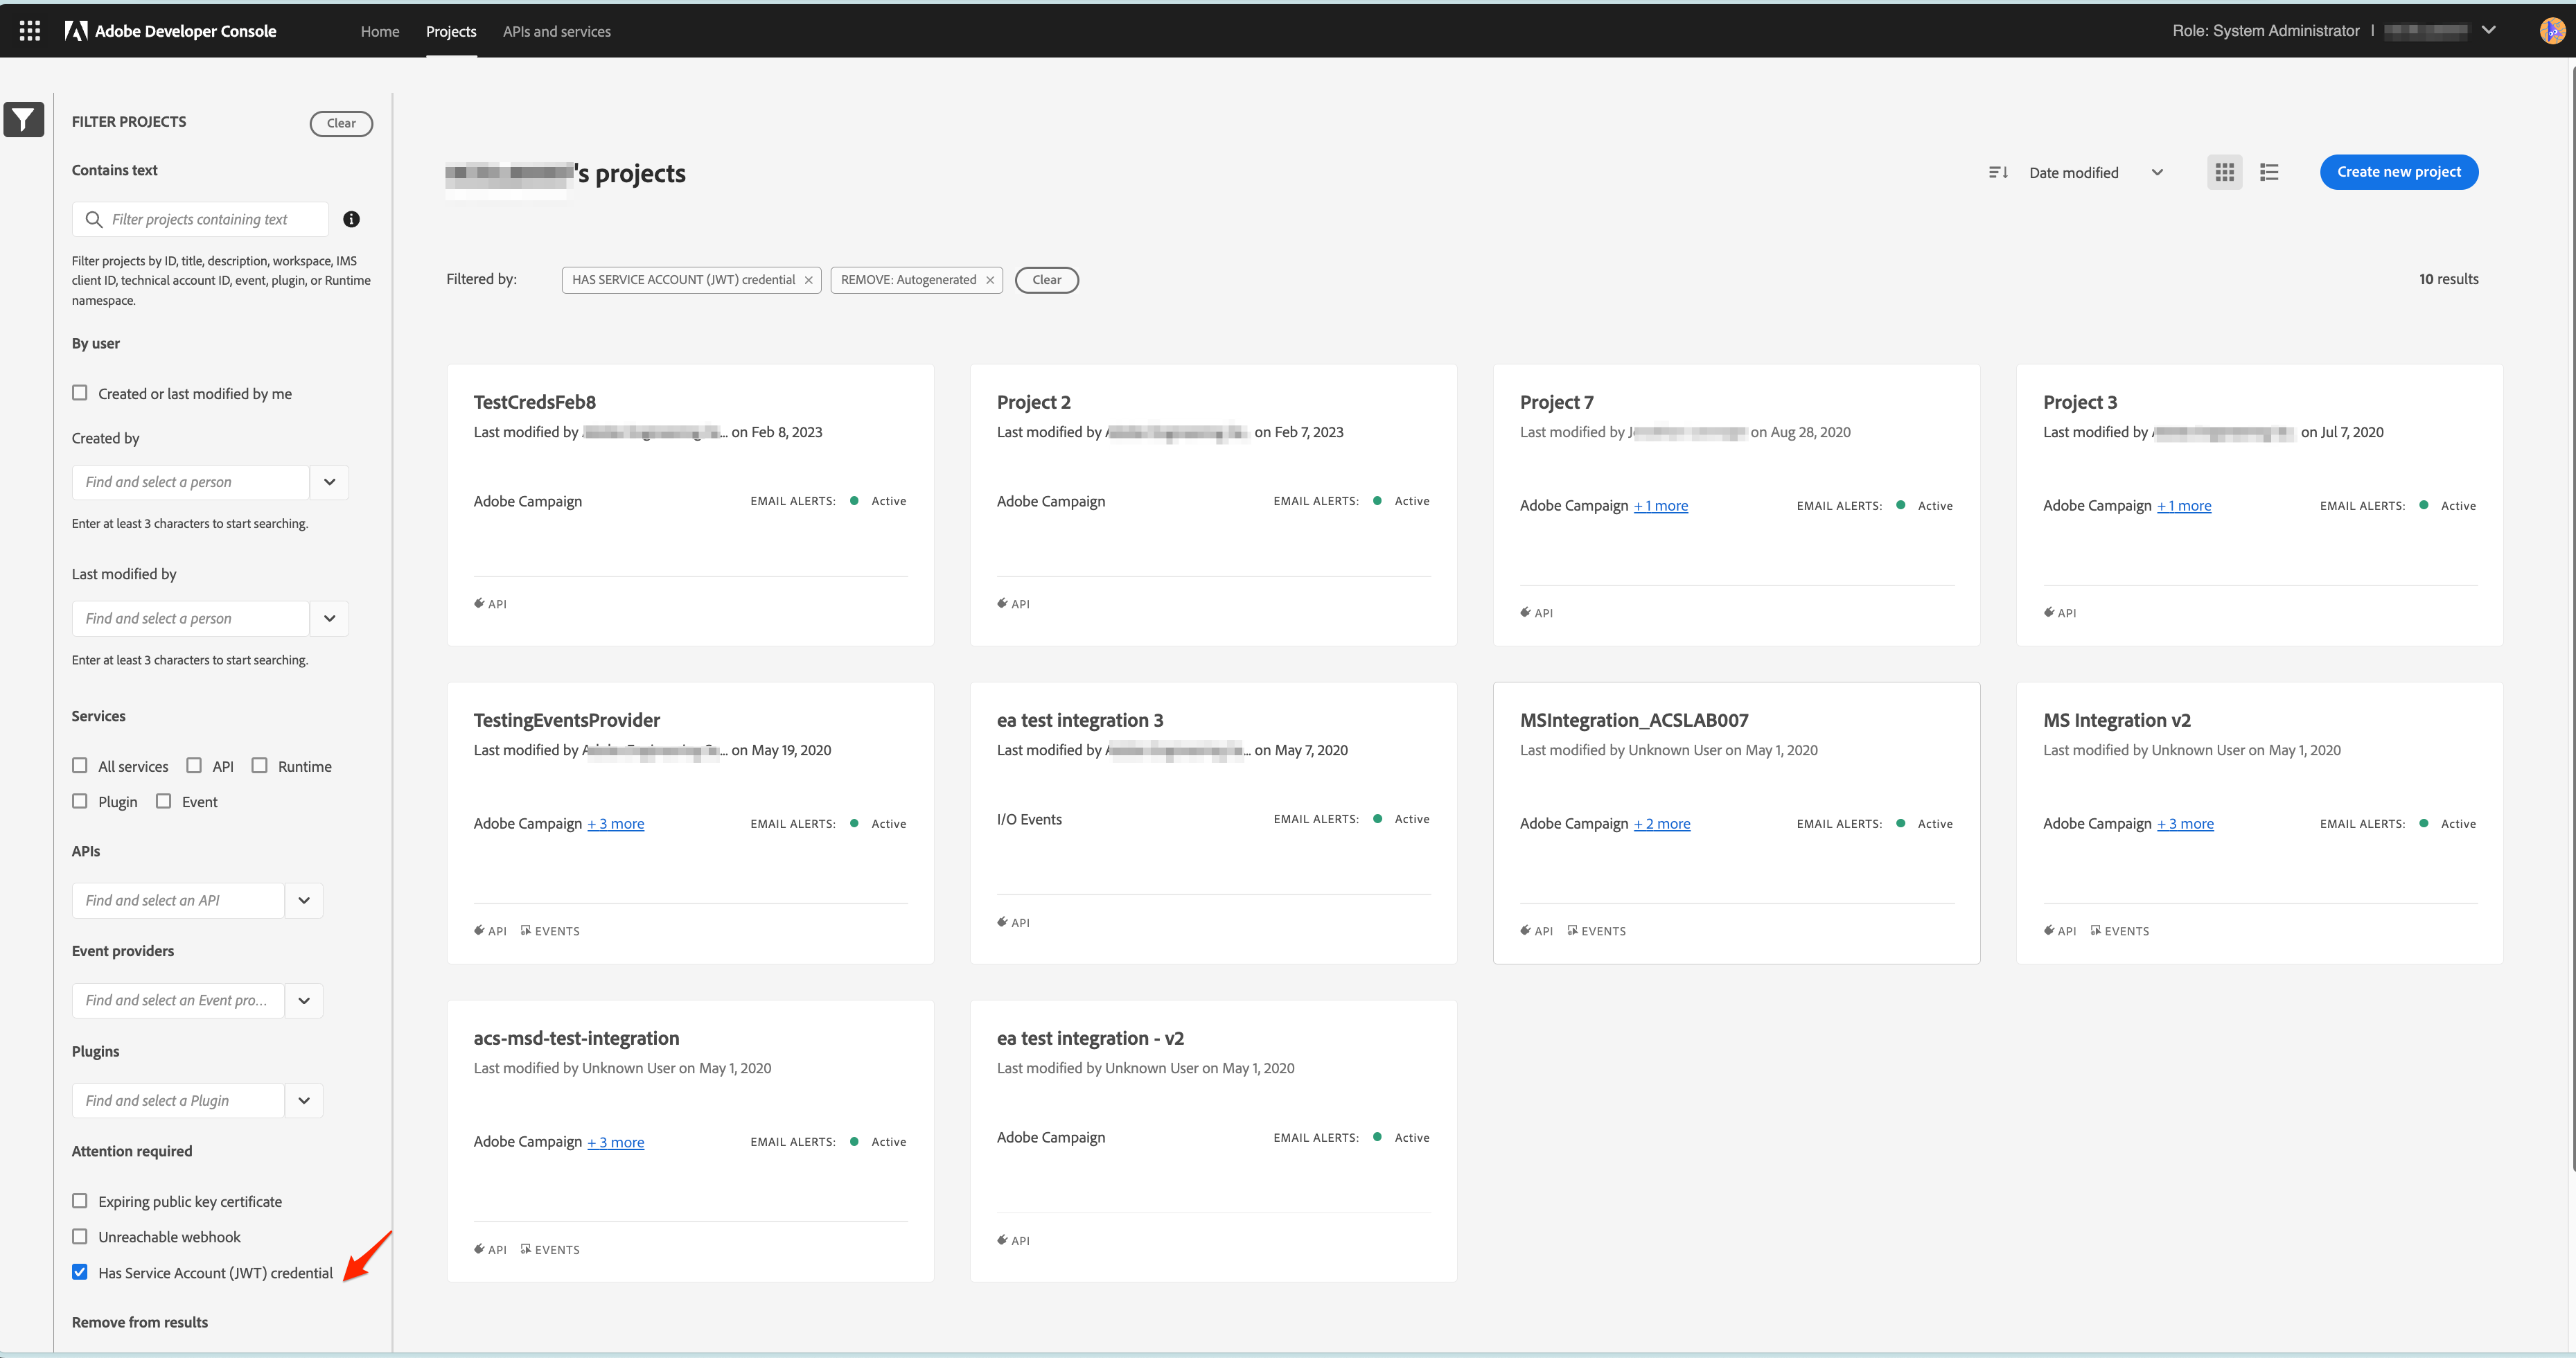 Adobe Developer Console
Home
Projects
APIs and services
Role: System Administrator |
FILTER PROJECTS
Clear
Contains text
Filter projects containing text
Filter projects by ID, title, description, workspace, IMS
client ID, technical account ID, event, plugin, or Runtime
namespace.
By user
Created or last modified by me
Created by
Find and select a person
Enter at least 3 characters to start searching.
Last modified by
Find and select a person
Enter at least 3 characters to start searching.
Services
All services
API
Runtime
Plugin
Event
APIs
Find and select an API
Event providers
Find and select an Event pro...
Plugins
Find and select a Plugin
Attention required
Expiring public key certificate
Unreachable webhook
Has Service Account (JWT) credential
Remove from results
's projects
Date modified
Create new project
Filtered by:
HAS SERVICE ACCOUNT (JWT) credential
REMOVE: Autogenerated
Clear
10 results
TestCredsFeb8
Last modified by ... on Feb 8, 2023
Adobe Campaign
EMAIL ALERTS: Active
API
Project 2
Last modified by on Feb 7, 2023
Adobe Campaign
EMAIL ALERTS: Active
API
Project 7
Last modified by on Aug 28, 2020
Adobe Campaign + 1 more
EMAIL ALERTS: Active
API
Project 3
Last modified by on Jul 7, 2020
Adobe Campaign + 1 more
EMAIL ALERTS: Active
API
TestingEventsProvider
Last modified by ... on May 19, 2020
Adobe Campaign + 3 more
EMAIL ALERTS: Active
API EVENTS
ea test integration 3
Last modified by ... on May 7, 2020
I/O Events
EMAIL ALERTS: Active
API
MSIntegration_ACSLAB007
Last modified by Unknown User on May 1, 2020
Adobe Campaign + 2 more
EMAIL ALERTS: Active
API EVENTS
MS Integration v2
Last modified by Unknown User on May 1, 2020
Adobe Campaign + 3 more
EMAIL ALERTS: Active
API EVENTS
acs-msd-test-integration
Last modified by Unknown User on May 1, 2020
Adobe Campaign + 3 more
EMAIL ALERTS: Active
API EVENTS
ea test integration - v2
Last modified by Unknown User on May 1, 2020
Adobe Campaign
EMAIL ALERTS: Active
API